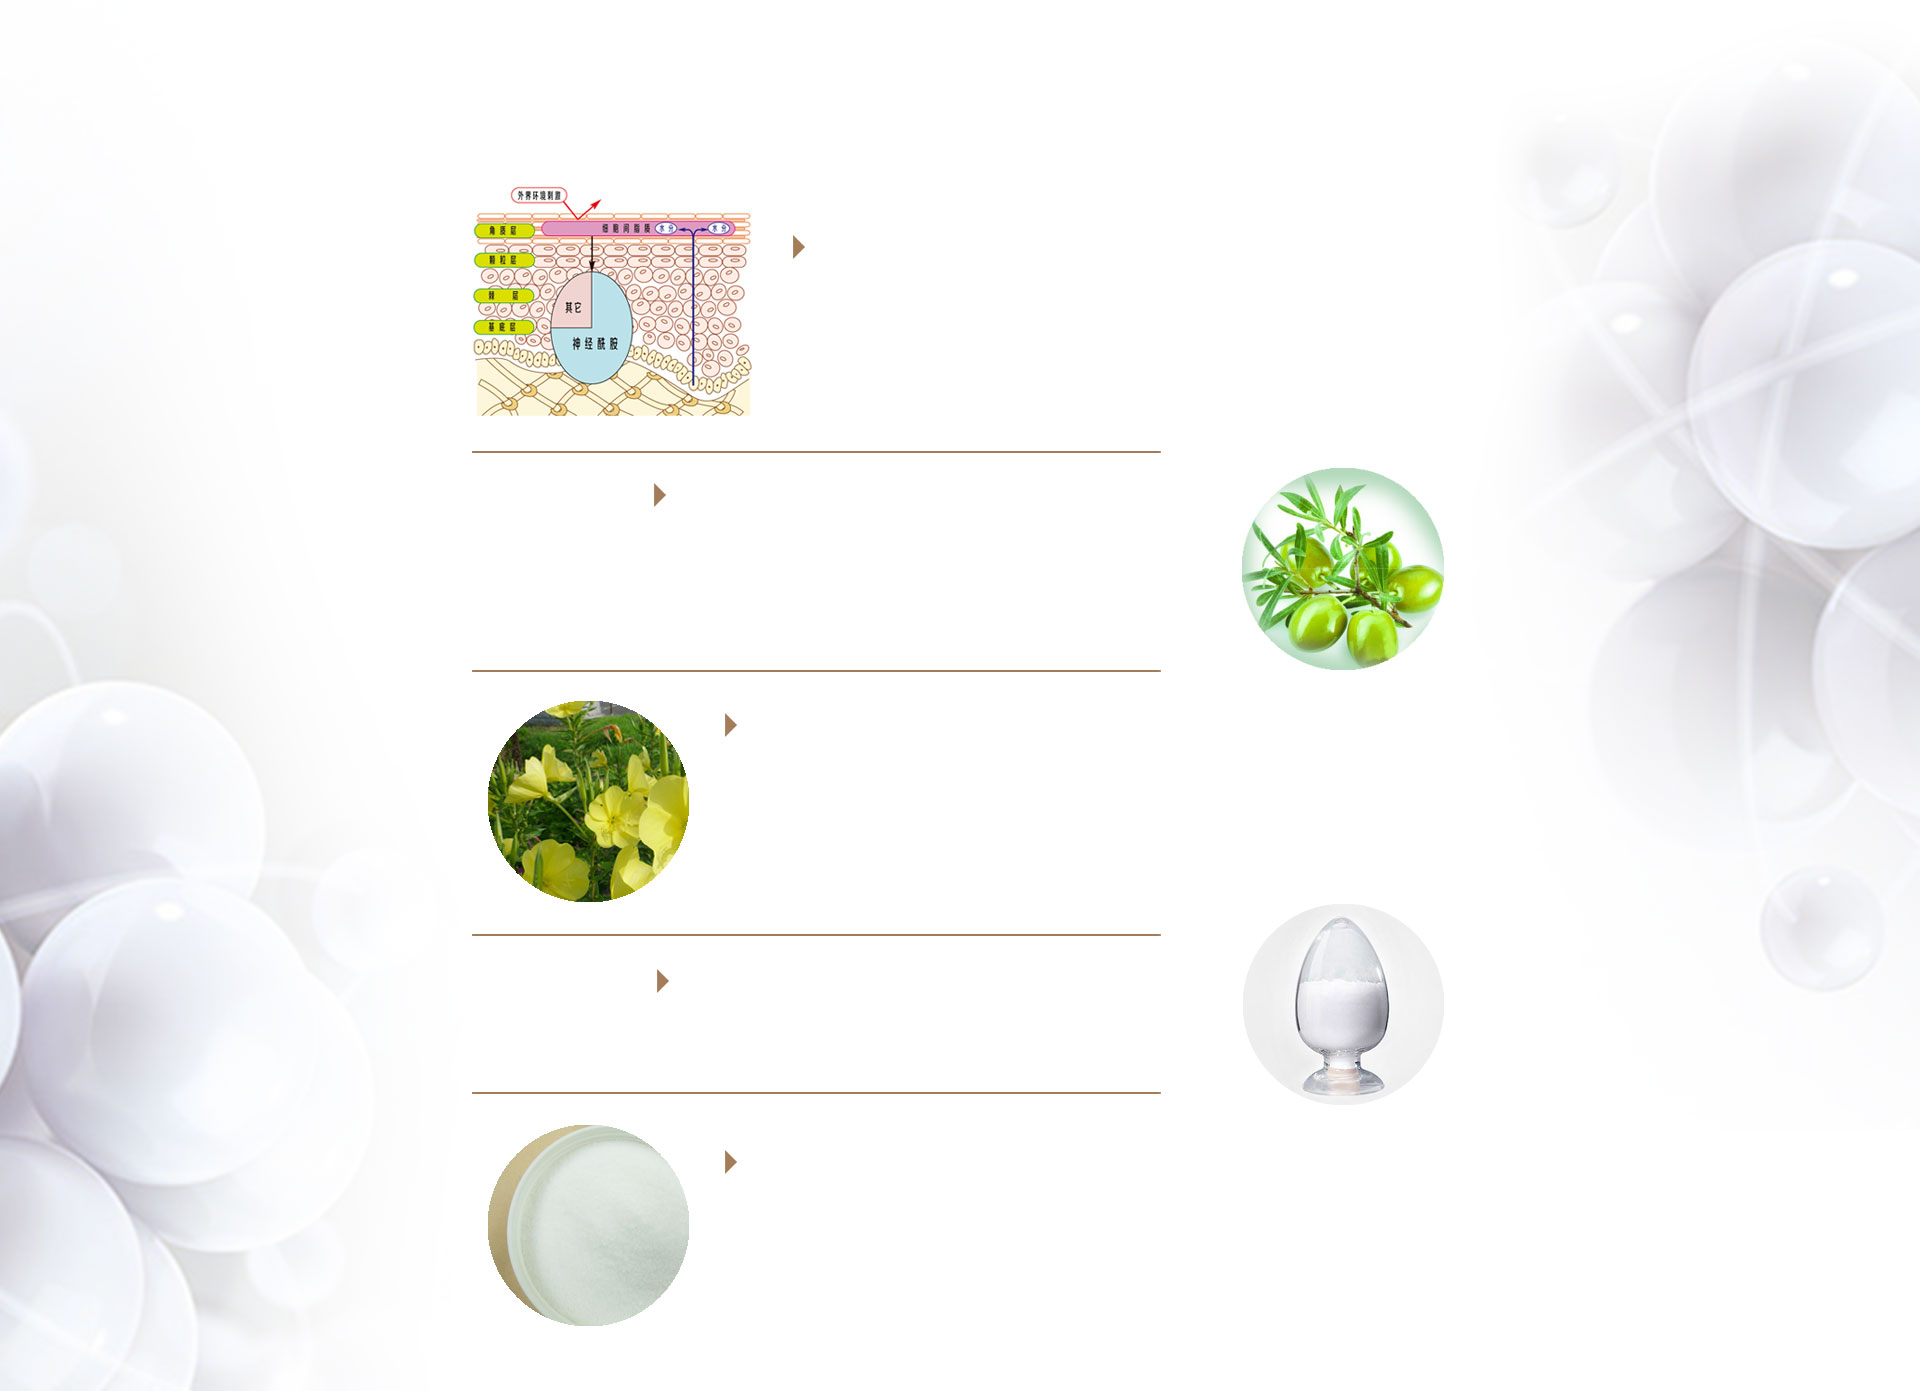 外界环境刺激
角质层
细胞间脂质
水分
水分
颗粒层
棘 层
其它
基底层
神经酰胺